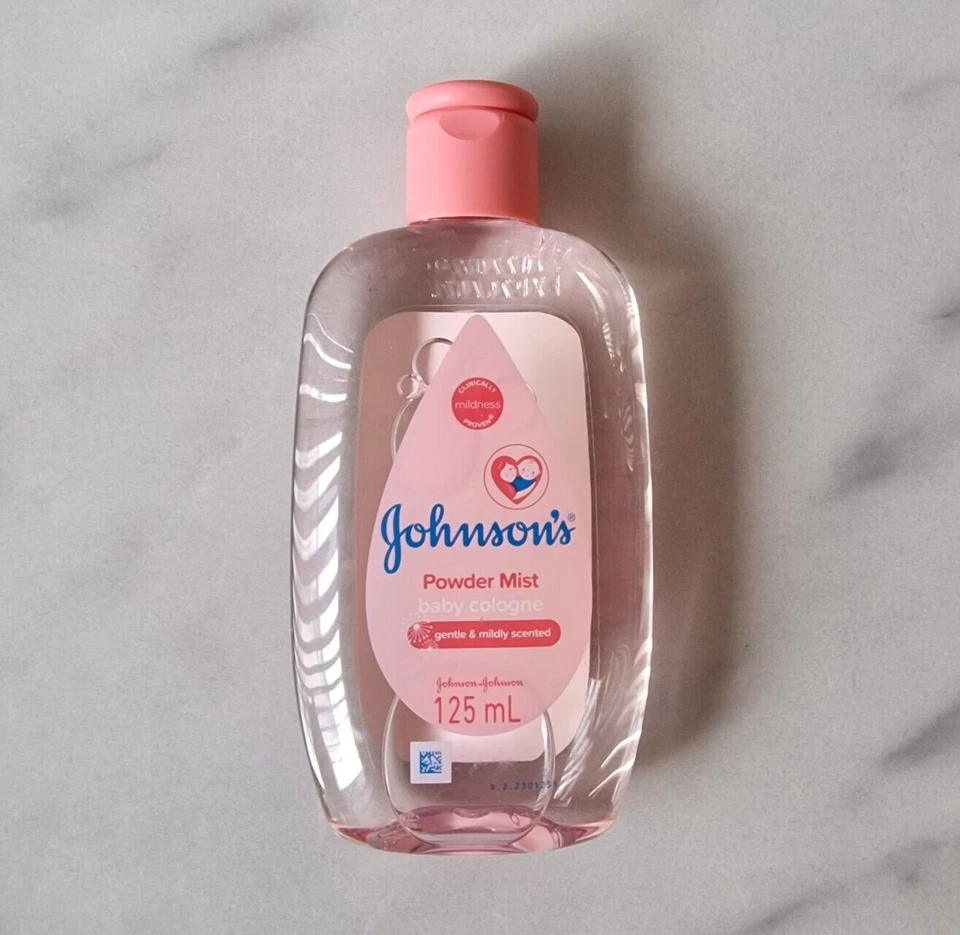 CLINICALLY
mildness
PROVEN®
Johnson's®
Powder Mist
baby cologne
gentle & mildly scented
Johnson & Johnson
125 mL